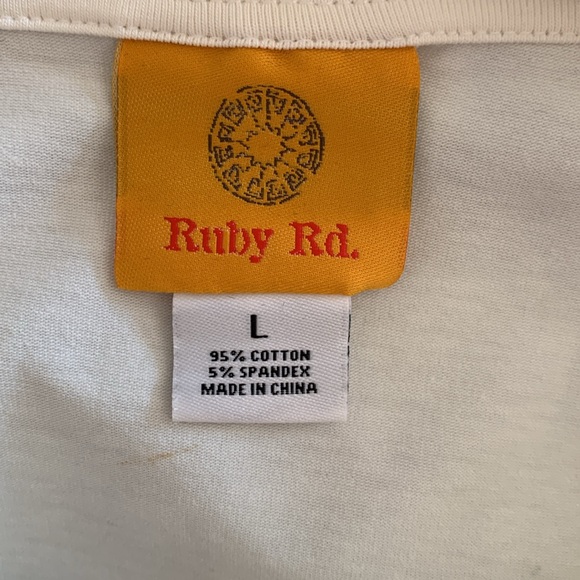 Ruby Rd.
L
95% COTTON
5% SPANDEX
MADE IN CHINA